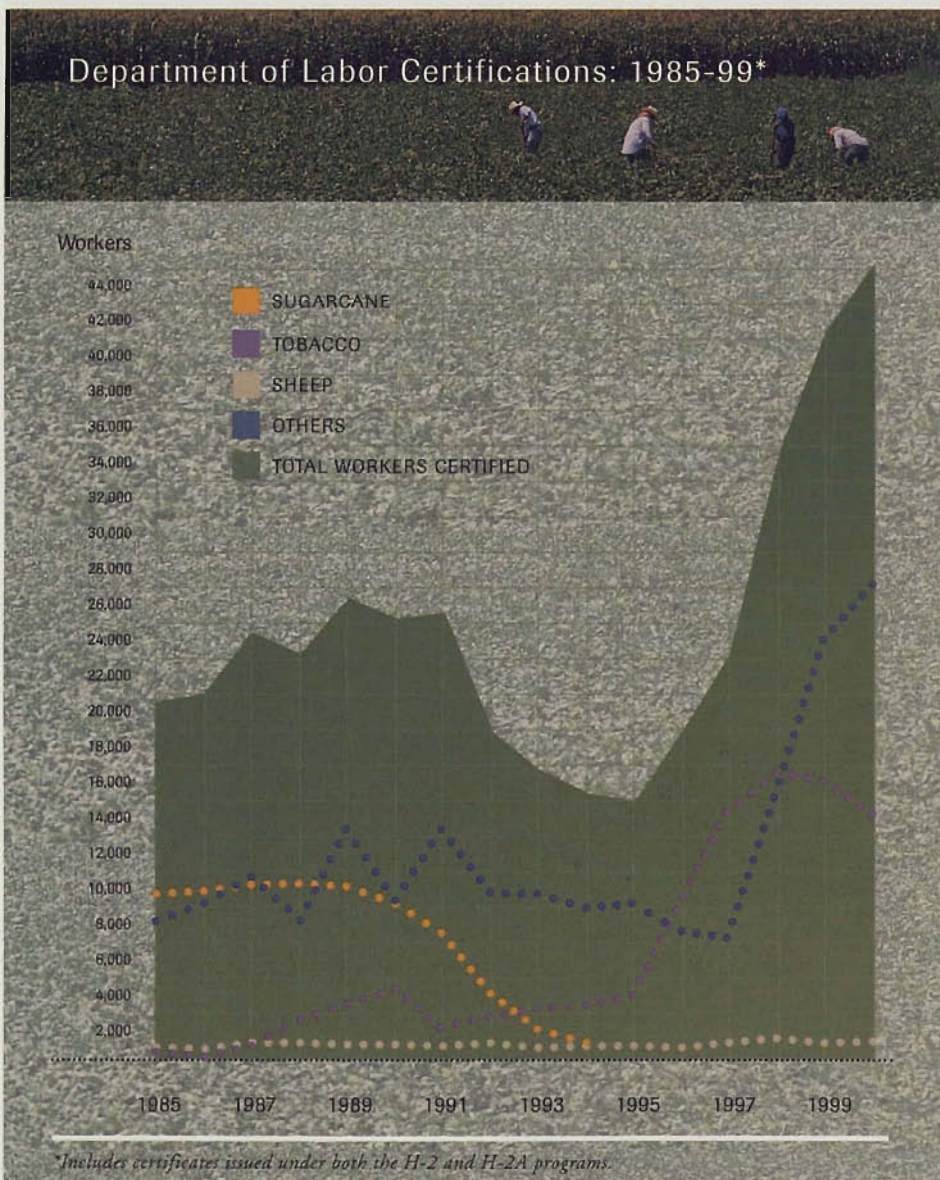 Department of Labor Certifications: 1985-99*
Workers
44,000
42,000
40,000
38,000
36,000
34,000
32,000
30,000
28,000
26,000
24,000
22,000
20,000
18,000
16,000
14,000
12,000
10,000
8,000
6,000
4,000
2,000
SUGARCANE
TOBACCO
SHEEP
OTHERS
TOTAL WORKERS CERTIFIED
1985 1987 1989 1991 1993 1995 1997 1999
*Includes certificates issued under both the H-2 and H-2A programs.